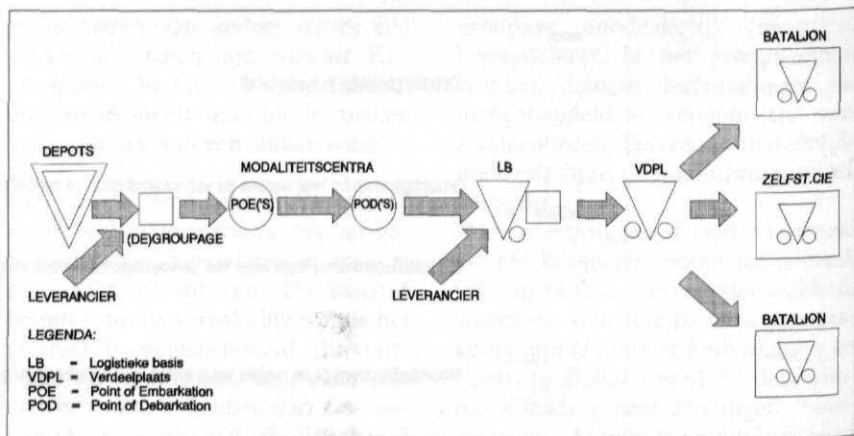 BATALJON
DEPOTS
MODALITEITSCENTRA
LB
VDPL
ZELFST.CIE
POE('S)
POD('S)
(DE)GROUPAGE
LEVERANCIER
LEVERANCIER
BATALJON
LEGENDA:
LB = Logistieke basis
VDPL = Verdeelplaats
POE = Point of Embarkation
POD = Point of Debarkation